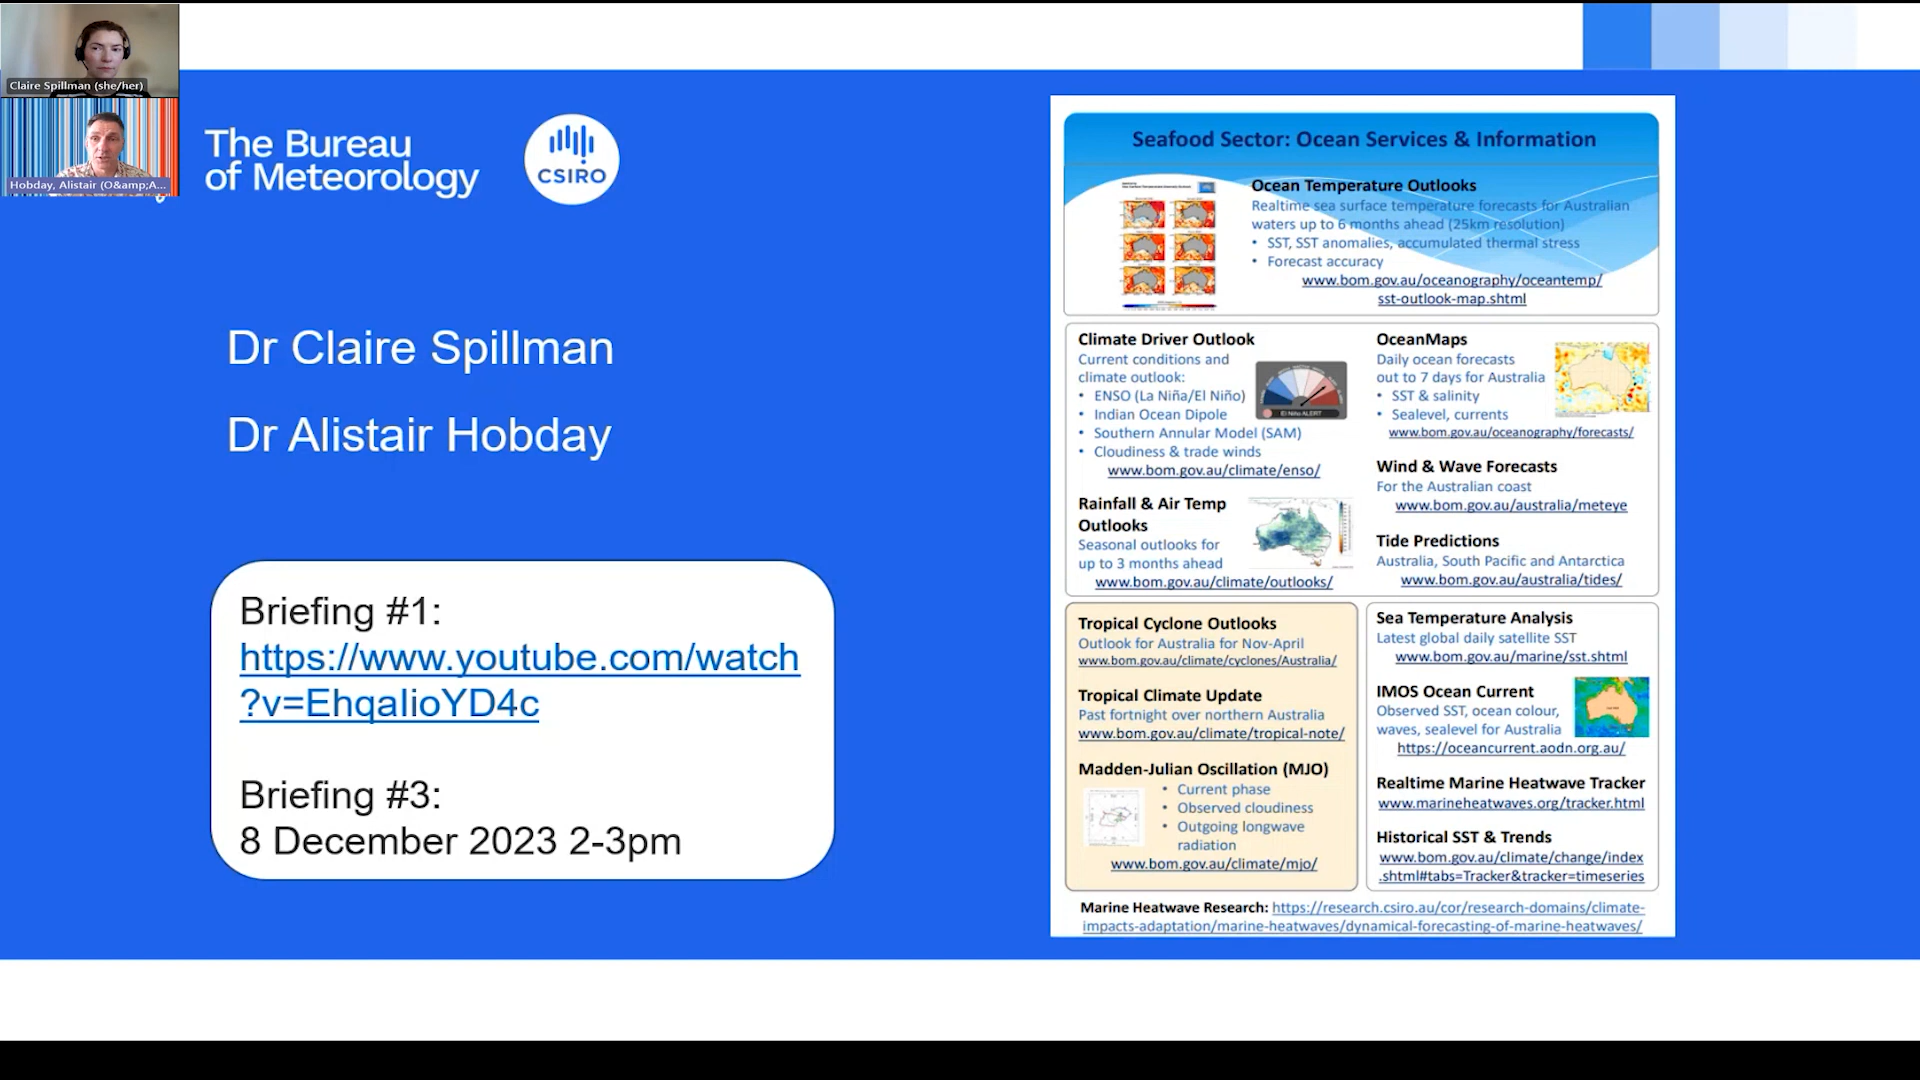 Claire Spillman (she/her)
Hobday, Alistair (O&amp;A...
The Bureau
of Meteorology
CSIRO
Dr Claire Spillman
Dr Alistair Hobday
Briefing #1:
https://www.youtube.com/watch
?v=EhqaIioYD4c
Briefing #3:
8 December 2023 2-3pm
Seafood Sector: Ocean Services & Information
Ocean Temperature Outlooks
Realtime sea surface temperature forecasts for Australian
waters up to 6 months ahead (25km resolution)
• SST, SST anomalies, accumulated thermal stress
• Forecast accuracy
www.bom.gov.au/oceanography/oceantemp/
sst-outlook-map.shtml
Climate Driver Outlook
Current conditions and
climate outlook:
• ENSO (La Niña/El Niño)
• Indian Ocean Dipole
• Southern Annular Model (SAM)
• Cloudiness & trade winds
www.bom.gov.au/climate/enso/
El Niño ALERT
Rainfall & Air Temp
Outlooks
Seasonal outlooks for
up to 3 months ahead
www.bom.gov.au/climate/outlooks/
OceanMaps
Daily ocean forecasts
out to 7 days for Australia
• SST & salinity
• Sealevel, currents
www.bom.gov.au/oceanography/forecasts/
Wind & Wave Forecasts
For the Australian coast
www.bom.gov.au/australia/meteye
Tide Predictions
Australia, South Pacific and Antarctica
www.bom.gov.au/australia/tides/
Tropical Cyclone Outlooks
Outlook for Australia for Nov-April
www.bom.gov.au/climate/cyclones/Australia/
Tropical Climate Update
Past fortnight over northern Australia
www.bom.gov.au/climate/tropical-note/
Madden-Julian Oscillation (MJO)
• Current phase
• Observed cloudiness
• Outgoing longwave
radiation
www.bom.gov.au/climate/mjo/
Sea Temperature Analysis
Latest global daily satellite SST
www.bom.gov.au/marine/sst.shtml
IMOS Ocean Current
Observed SST, ocean colour,
waves, sealevel for Australia
https://oceancurrent.aodn.org.au/
Realtime Marine Heatwave Tracker
www.marineheatwaves.org/tracker.html
Historical SST & Trends
www.bom.gov.au/climate/change/index
.shtml#tabs=Tracker&tracker=timeseries
Marine Heatwave Research: https://research.csiro.au/cor/research-domains/climate-
impacts-adaptation/marine-heatwaves/dynamical-forecasting-of-marine-heatwaves/